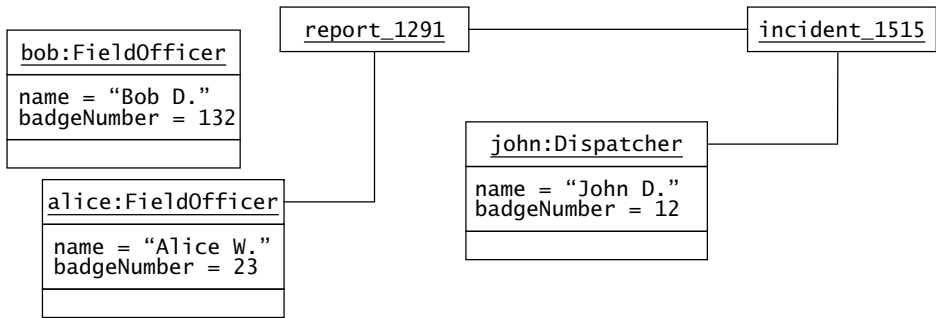 report_1291
incident_1515
bob:FieldOfficer
name = “Bob D.”
badgeNumber = 132
john:Dispatcher
name = “John D.”
badgeNumber = 12
alice:FieldOfficer
name = “Alice W.”
badgeNumber = 23